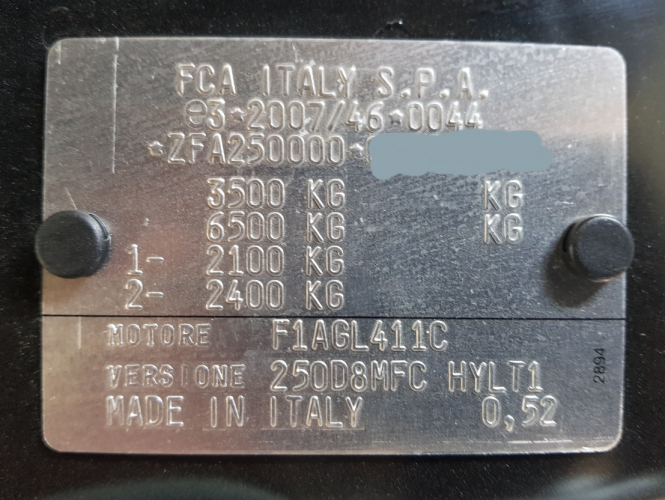 FCA ITALY S.P.A.
e3*2007/46*0044
*ZFA250000*
3500 KG KG
6500 KG KG
1- 2100 KG
2- 2400 KG
MOTORE F1AGL411C
VERSIONE 250D8MFC HYLT1
MADE IN ITALY 0,52
2894